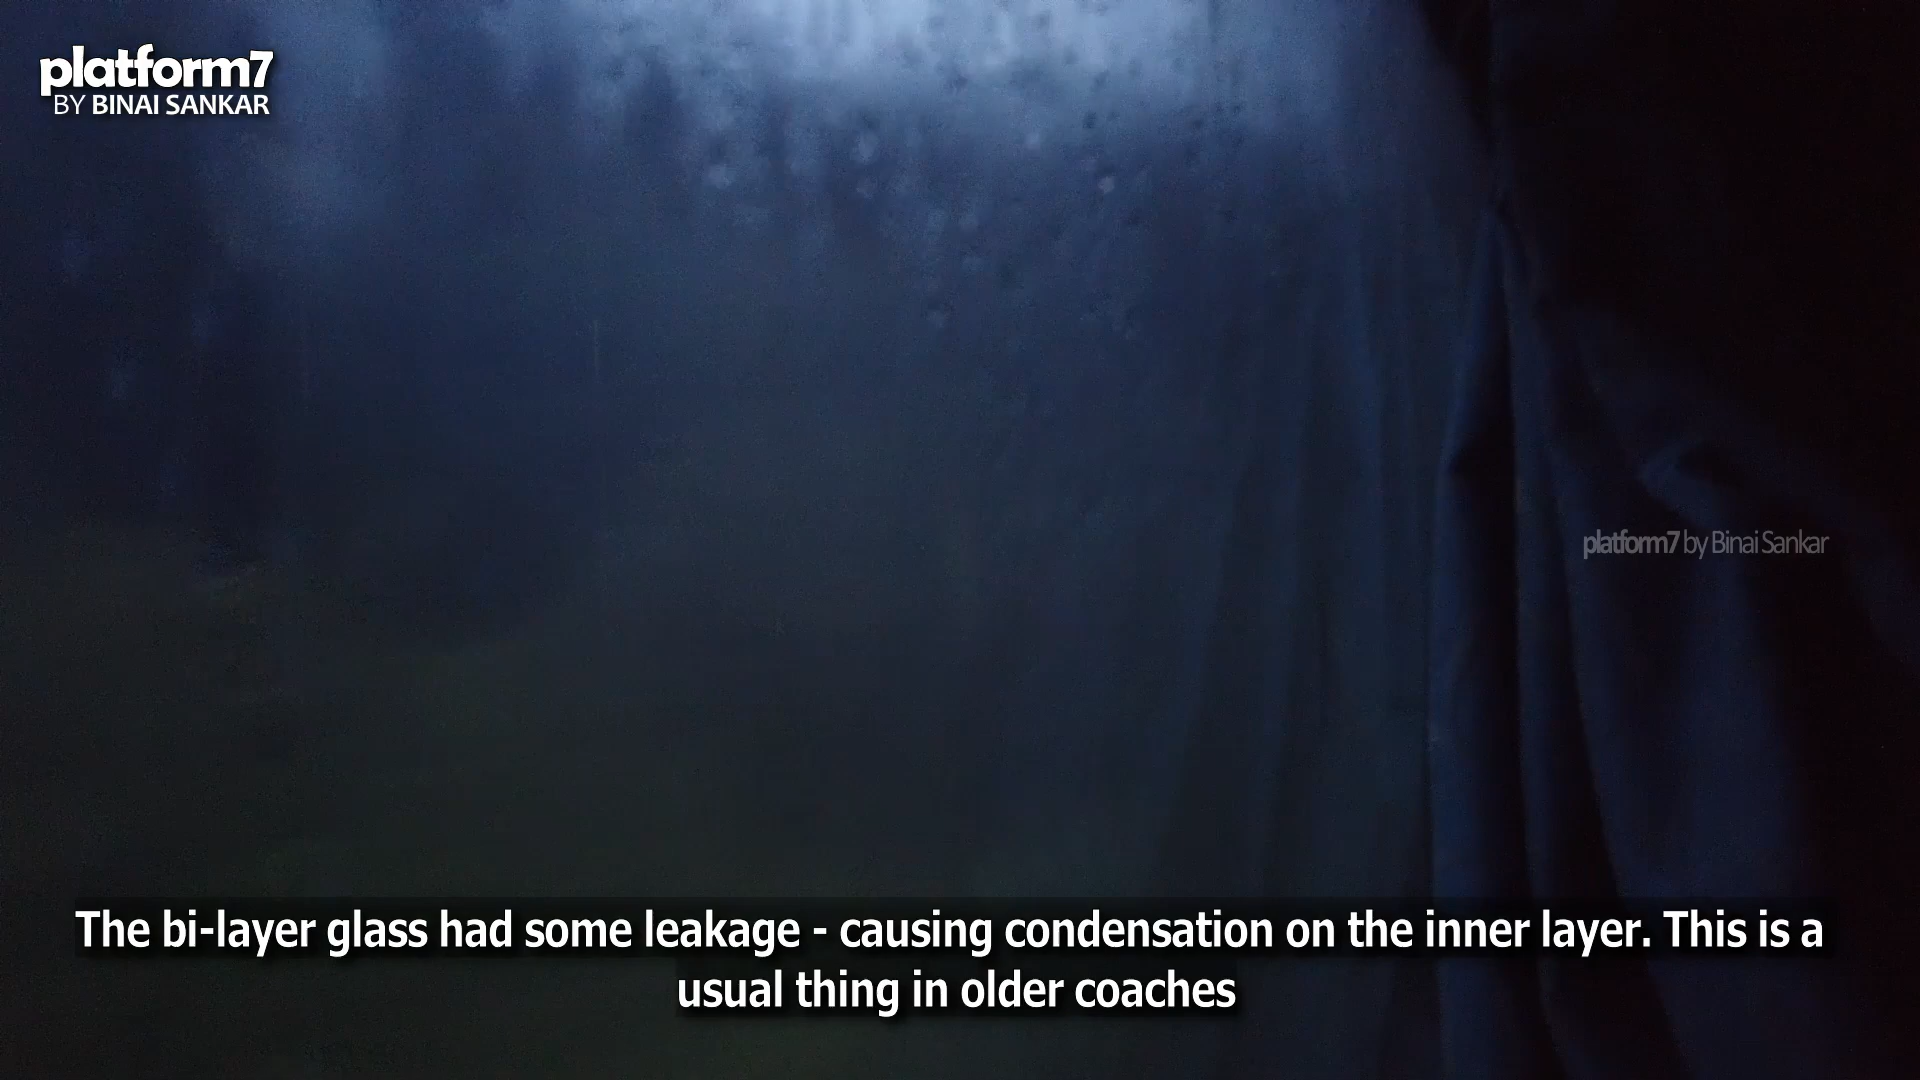 platform7
BY BINAI SANKAR
platform7 by Binai Sankar
The bi-layer glass had some leakage - causing condensation on the inner layer. This is a
usual thing in older coaches